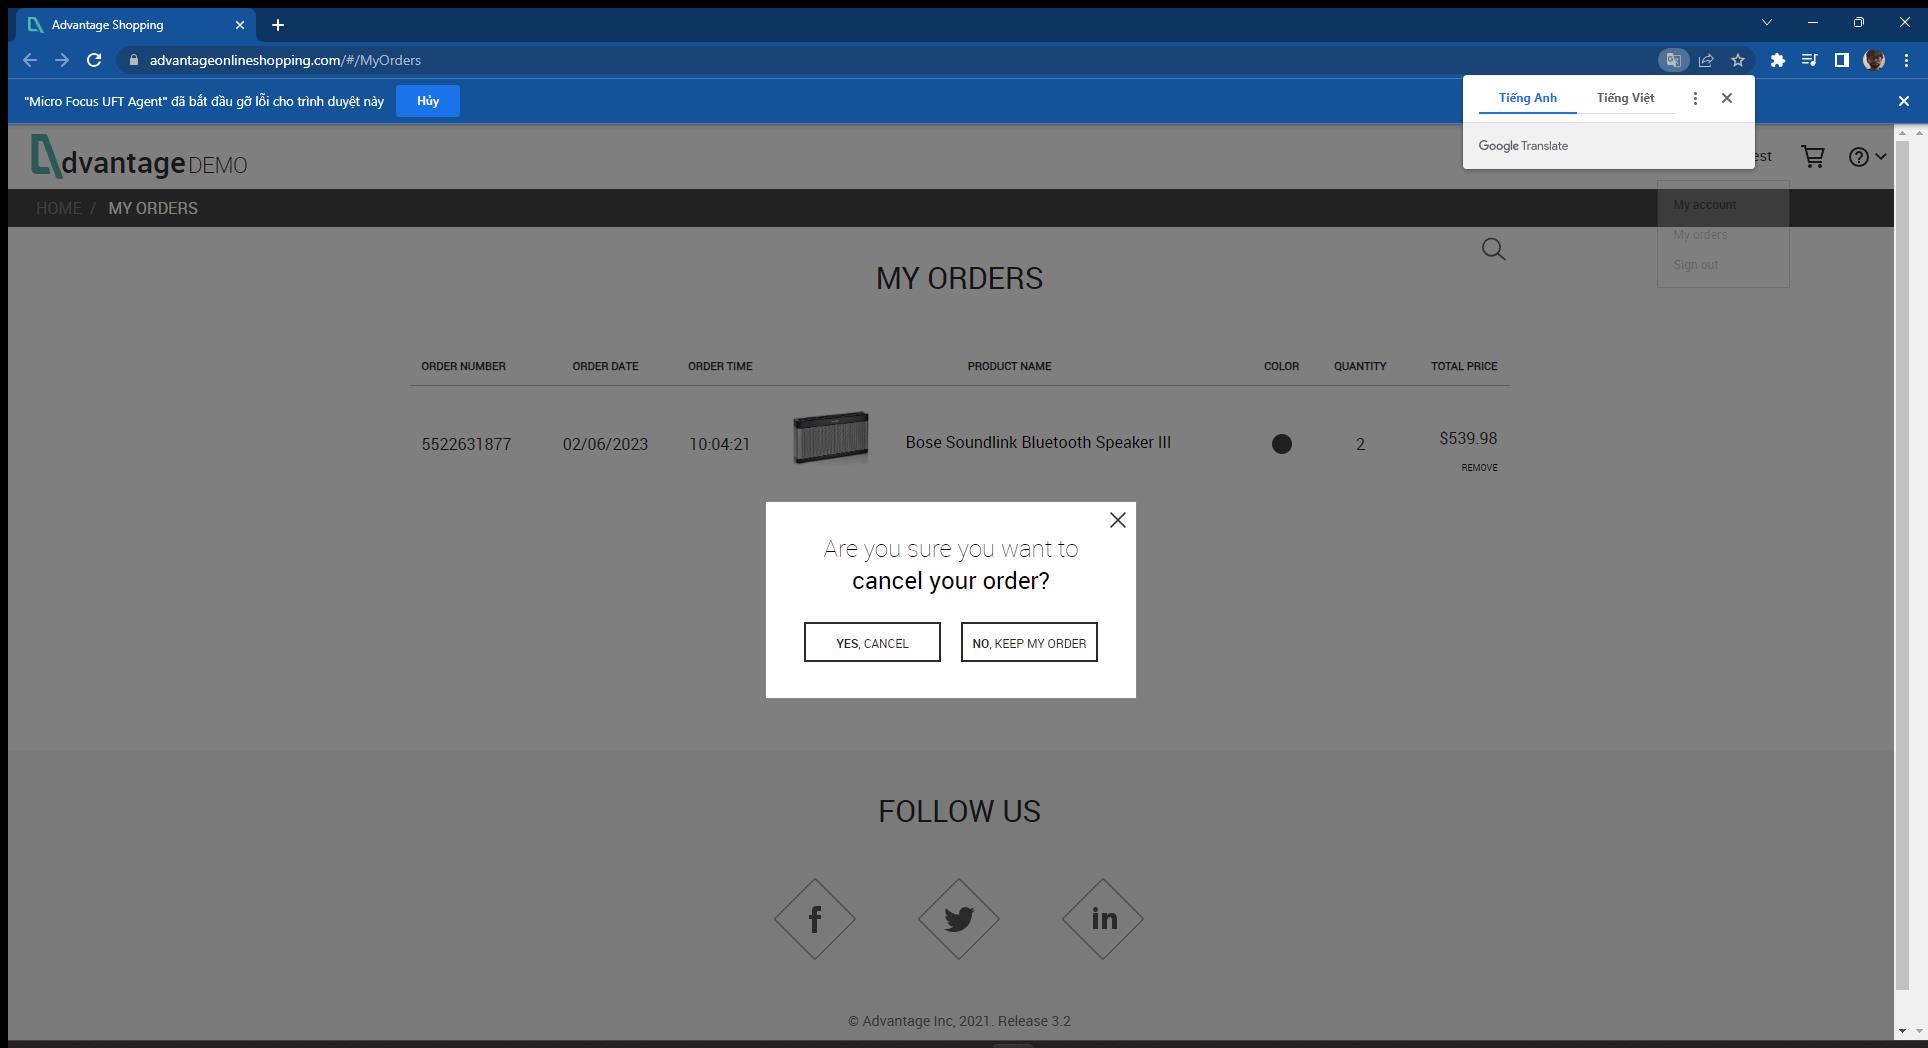 Advantage Shopping
advantageonlineshopping.com/#/MyOrders
"Micro Focus UFT Agent" đã bắt đầu gỡ lỗi cho trình duyệt này
Hủy
Tiếng Anh
Tiếng Việt
Google Translate
dvantage DEMO
est
HOME / MY ORDERS
My account
My orders
Sign out
MY ORDERS
ORDER NUMBER ORDER DATE ORDER TIME PRODUCT NAME COLOR QUANTITY TOTAL PRICE
5522631877 02/06/2023 10:04:21 Bose Soundlink Bluetooth Speaker III 2 $539.98
REMOVE
Are you sure you want to
cancel your order?
YES, CANCEL
NO, KEEP MY ORDER
FOLLOW US
f
in
© Advantage Inc, 2021. Release 3.2